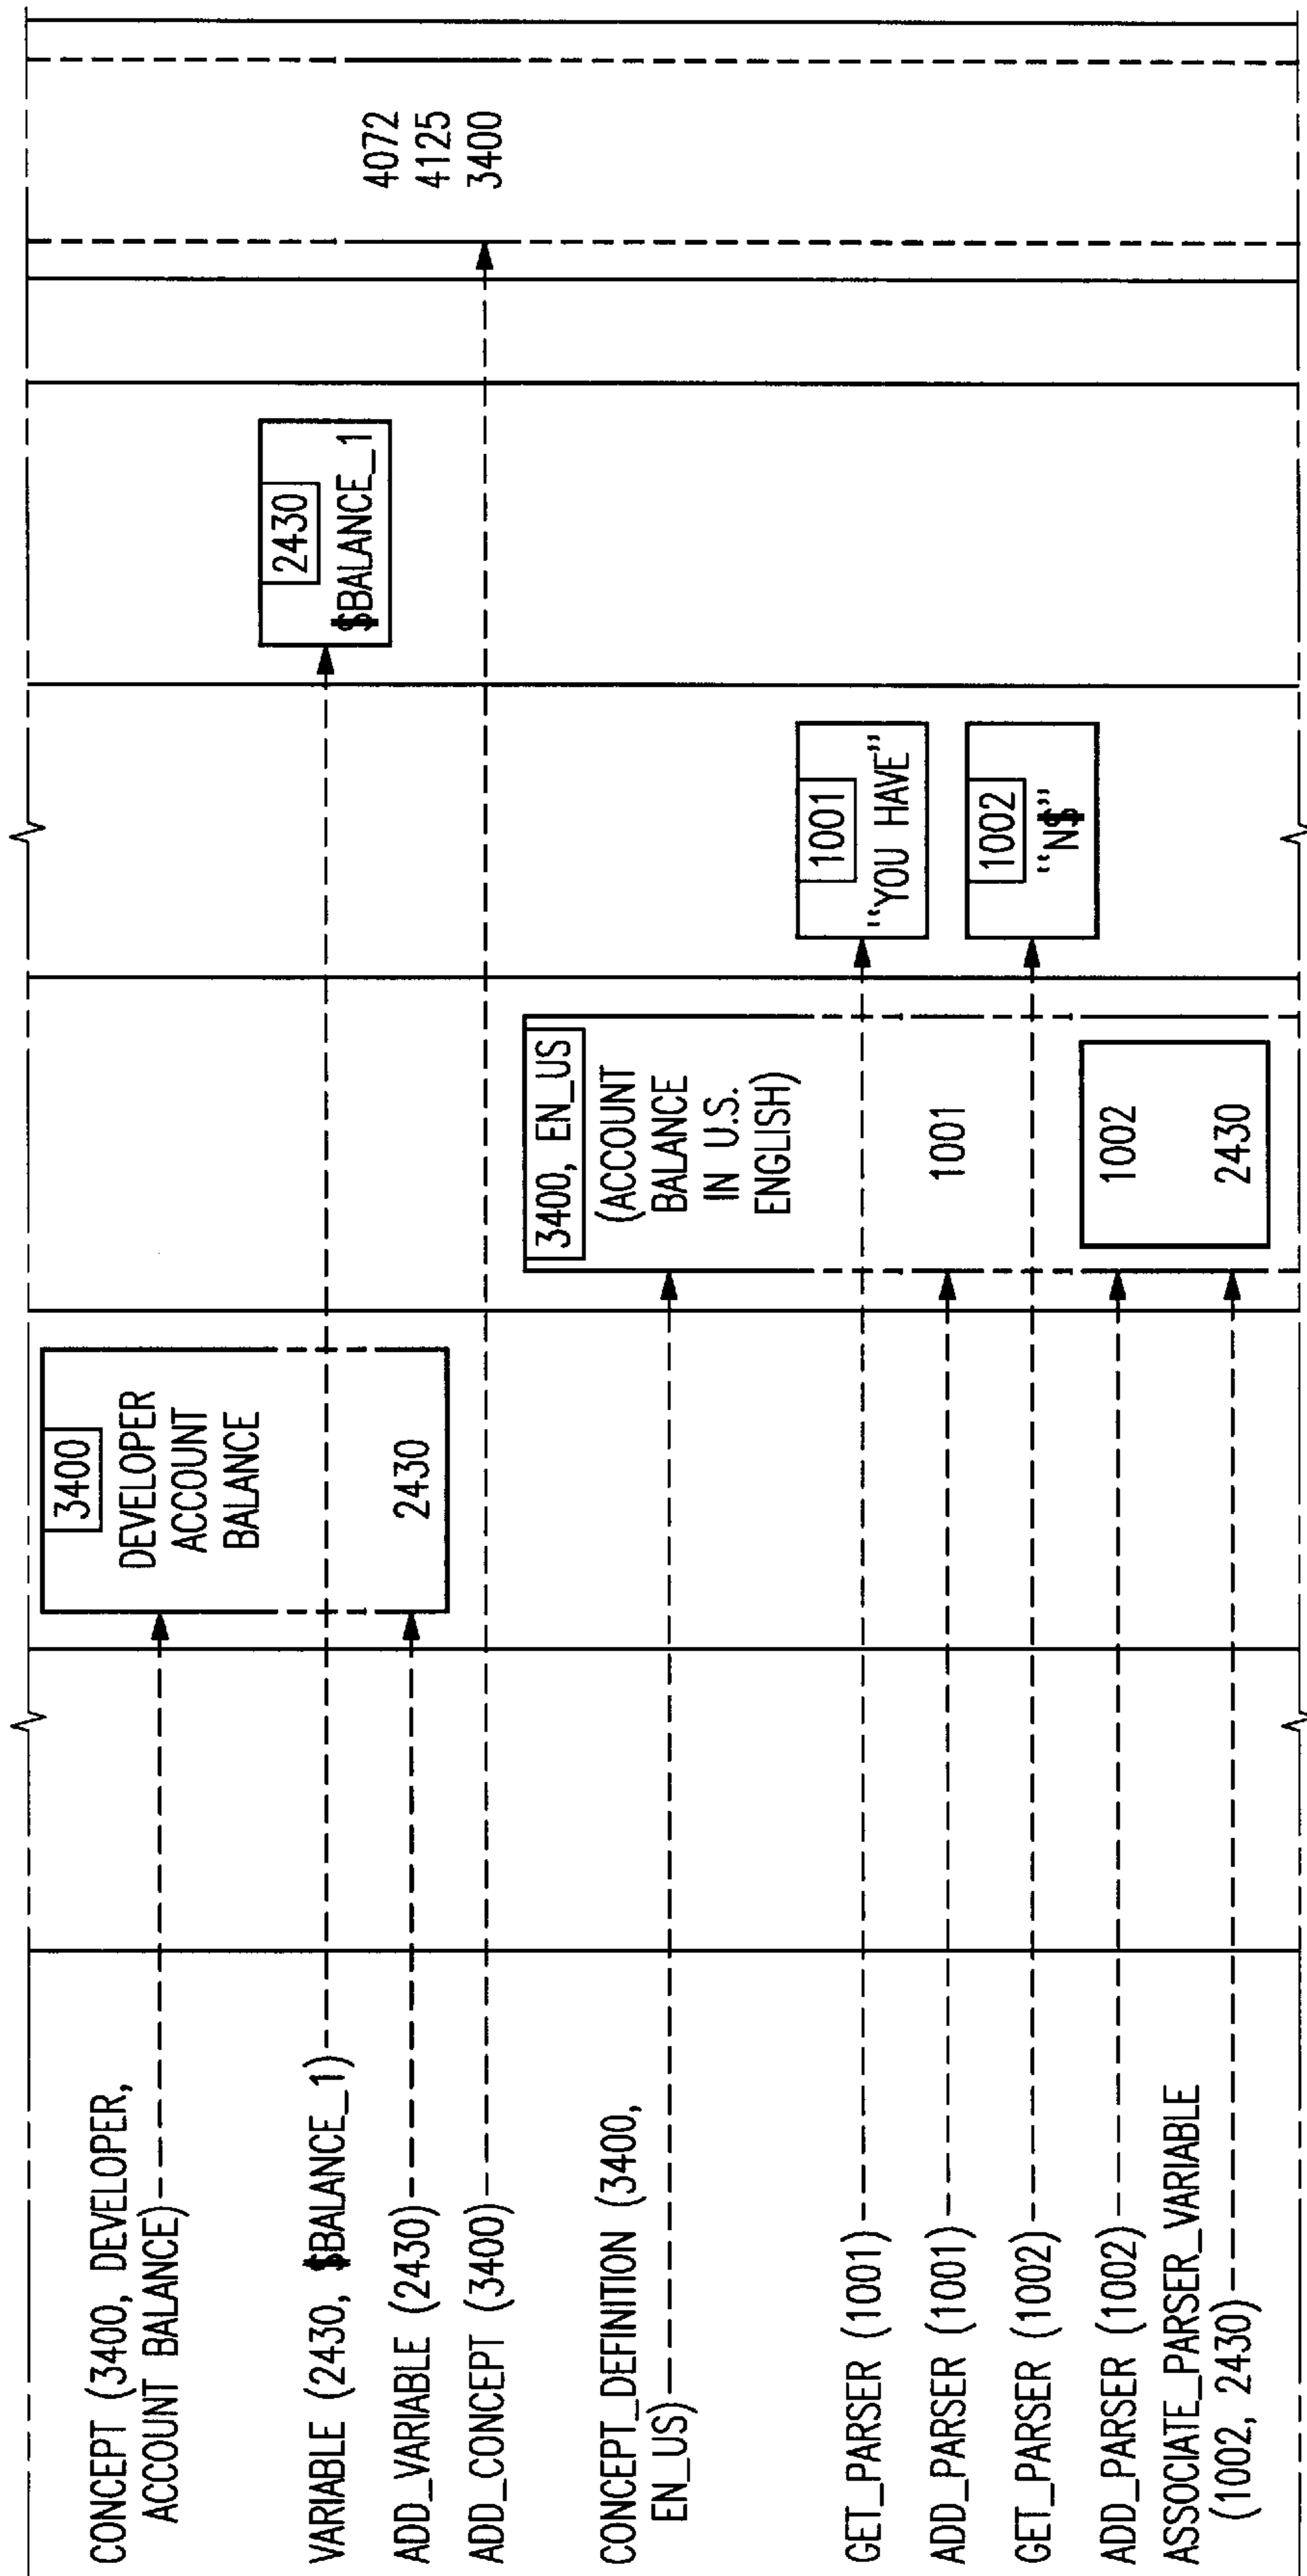 CONCEPT (3400, DEVELOPER,
ACCOUNT BALANCE)
3400
DEVELOPER
ACCOUNT
BALANCE
VARIABLE (2430, $BALANCE_1)
2430
$BALANCE_1
ADD_VARIABLE (2430)
2430
4072
4125
3400
ADD_CONCEPT (3400)
CONCEPT_DEFINITION (3400,
EN_US)
3400, EN_US
(ACCOUNT
BALANCE
IN U.S.
ENGLISH)
GET_PARSER (1001)
1001
"YOU HAVE"
ADD_PARSER (1001)
1001
GET_PARSER (1002)
1002
"N$"
ADD_PARSER (1002)
1002
ASSOCIATE_PARSER_VARIABLE
(1002, 2430)
2430